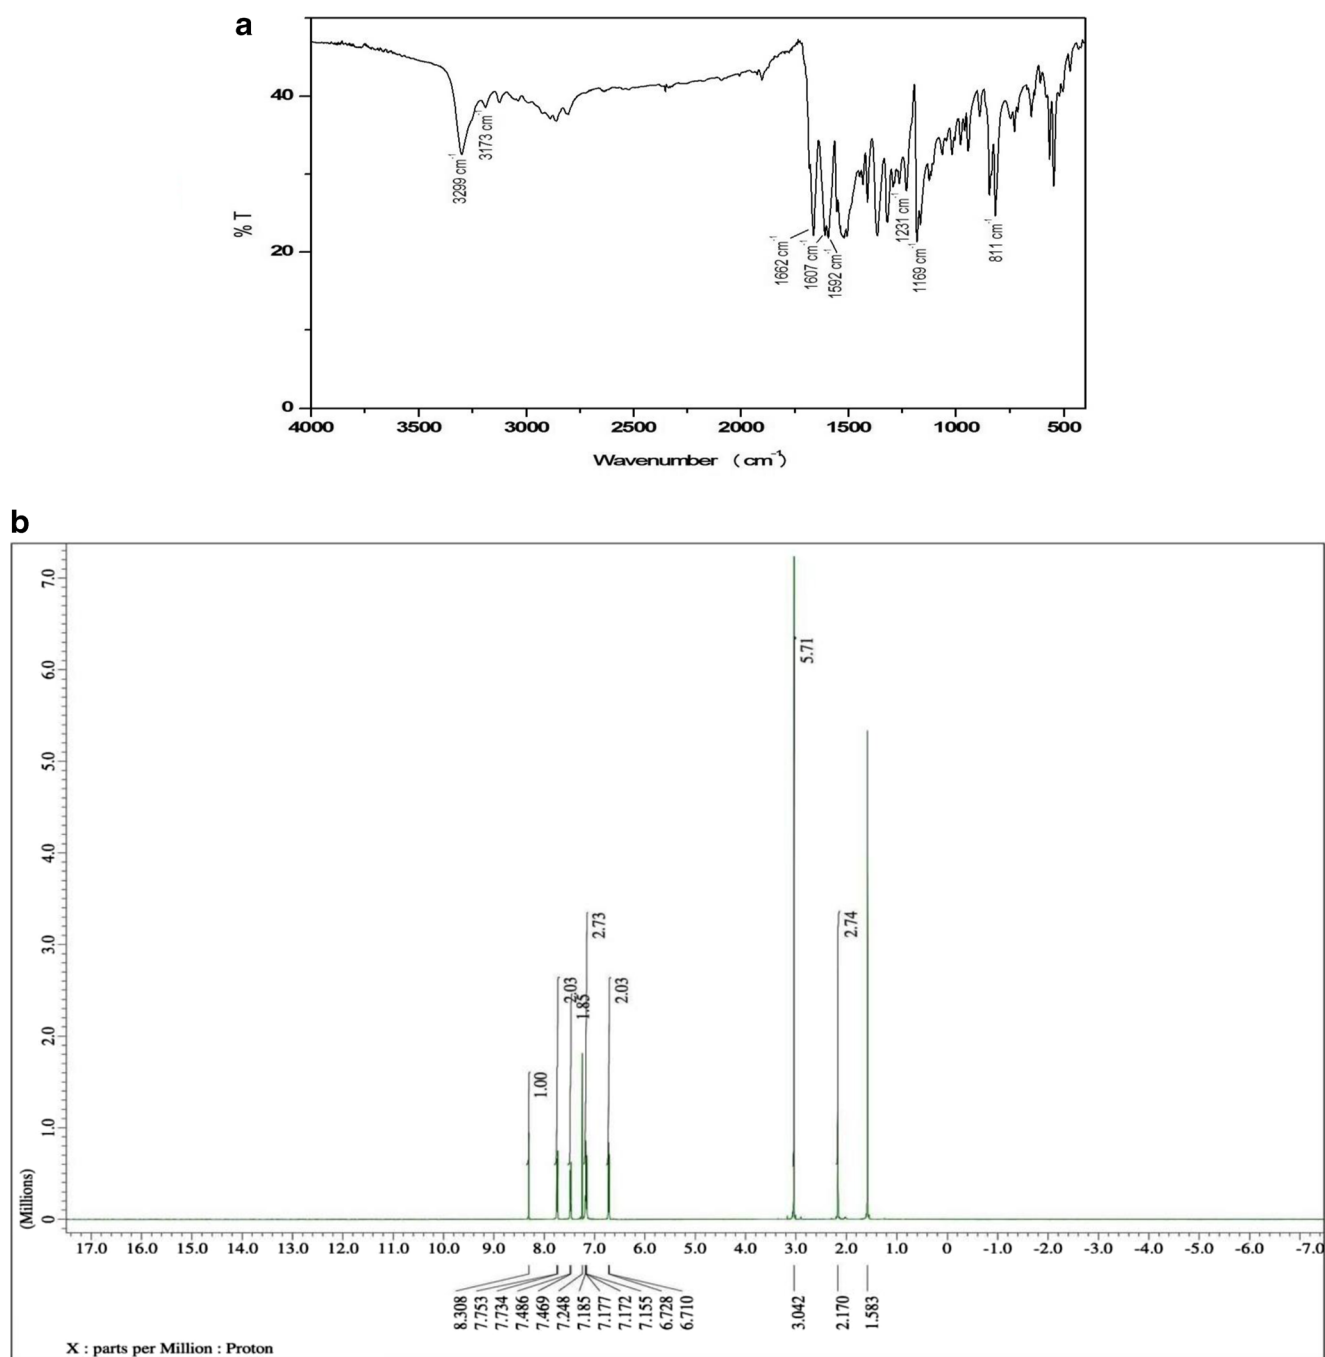 a
40
20
0
% T
3299 cm⁻¹
3173 cm⁻¹
1662 cm⁻¹
1607 cm⁻¹
1592 cm⁻¹
1231 cm⁻¹
1169 cm⁻¹
811 cm⁻¹
4000 3500 3000 2500 2000 1500 1000 500
Wavenumber (cm⁻¹)
b
7.0
6.0
5.0
4.0
3.0
2.0
1.0
0
(Millions)
1.00
2.03
1.85
2.73
2.03
5.71
2.74
17.0 16.0 15.0 14.0 13.0 12.0 11.0 10.0 9.0 8.0 7.0 6.0 5.0 4.0 3.0 2.0 1.0 0 -1.0 -2.0 -3.0 -4.0 -5.0 -6.0 -7.0
8.308
7.753
7.734
7.486
7.469
7.248
7.185
7.177
7.172
7.155
6.728
6.710
3.042
2.170
1.583
X : parts per Million : Proton